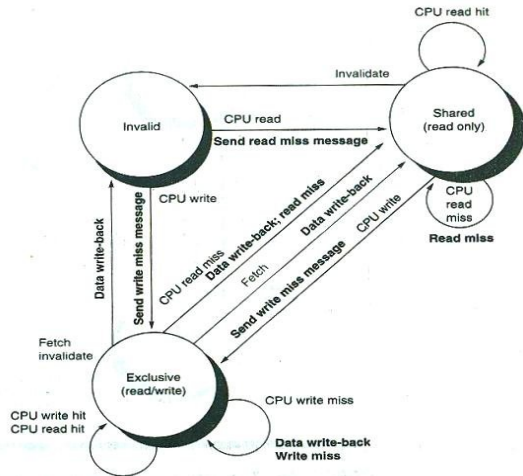 CPU read hit
Invalidate
Invalid
Shared
(read only)
CPU read
Send read miss message
CPU
read
miss
Read miss
CPU write
Send write miss message
Data write-back
CPU read miss
Data write-back; read miss
Fetch
Data write-back
Send write miss message
CPU write
Fetch
invalidate
Exclusive
(read/write)
CPU write hit
CPU read hit
CPU write miss
Data write-back
Write miss